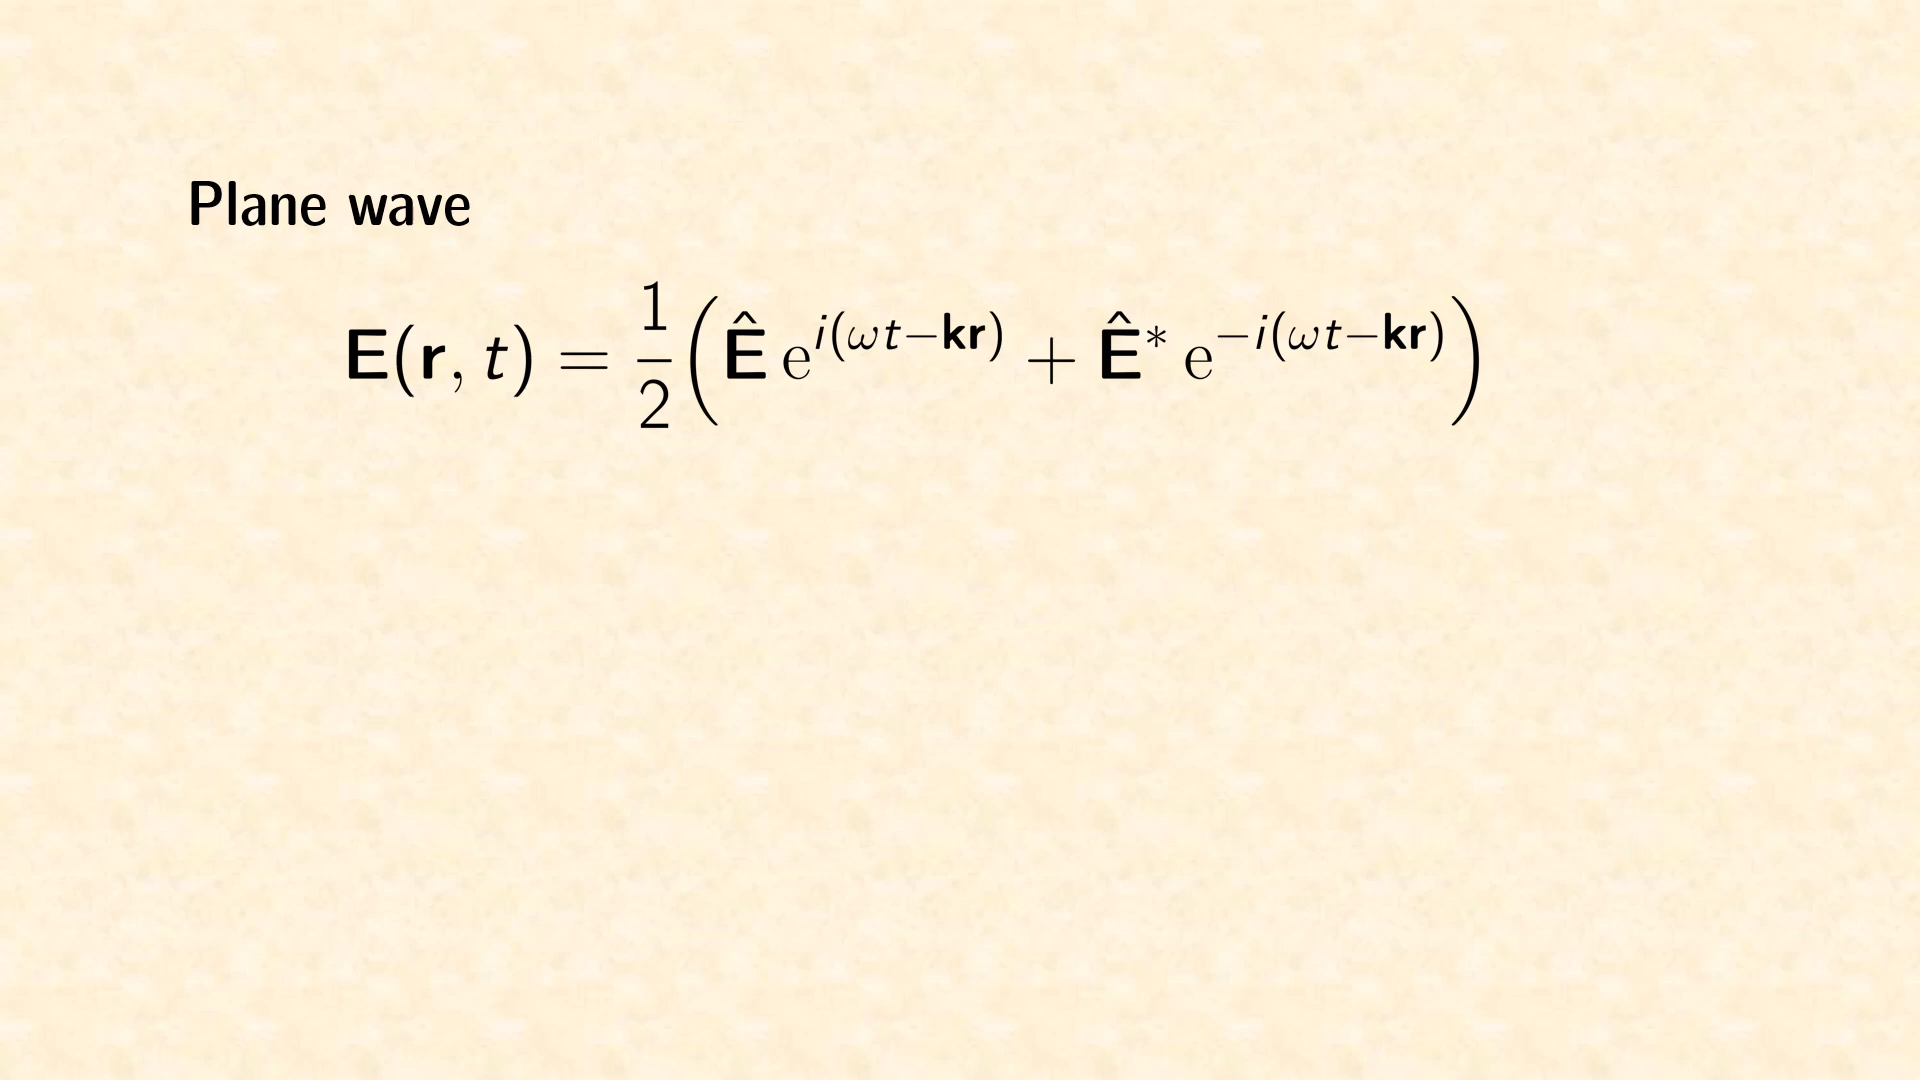 Plane wave
E(r, t) = 1/2 (Ê e^{i(ωt−kr)} + Ê* e^{−i(ωt−kr)})